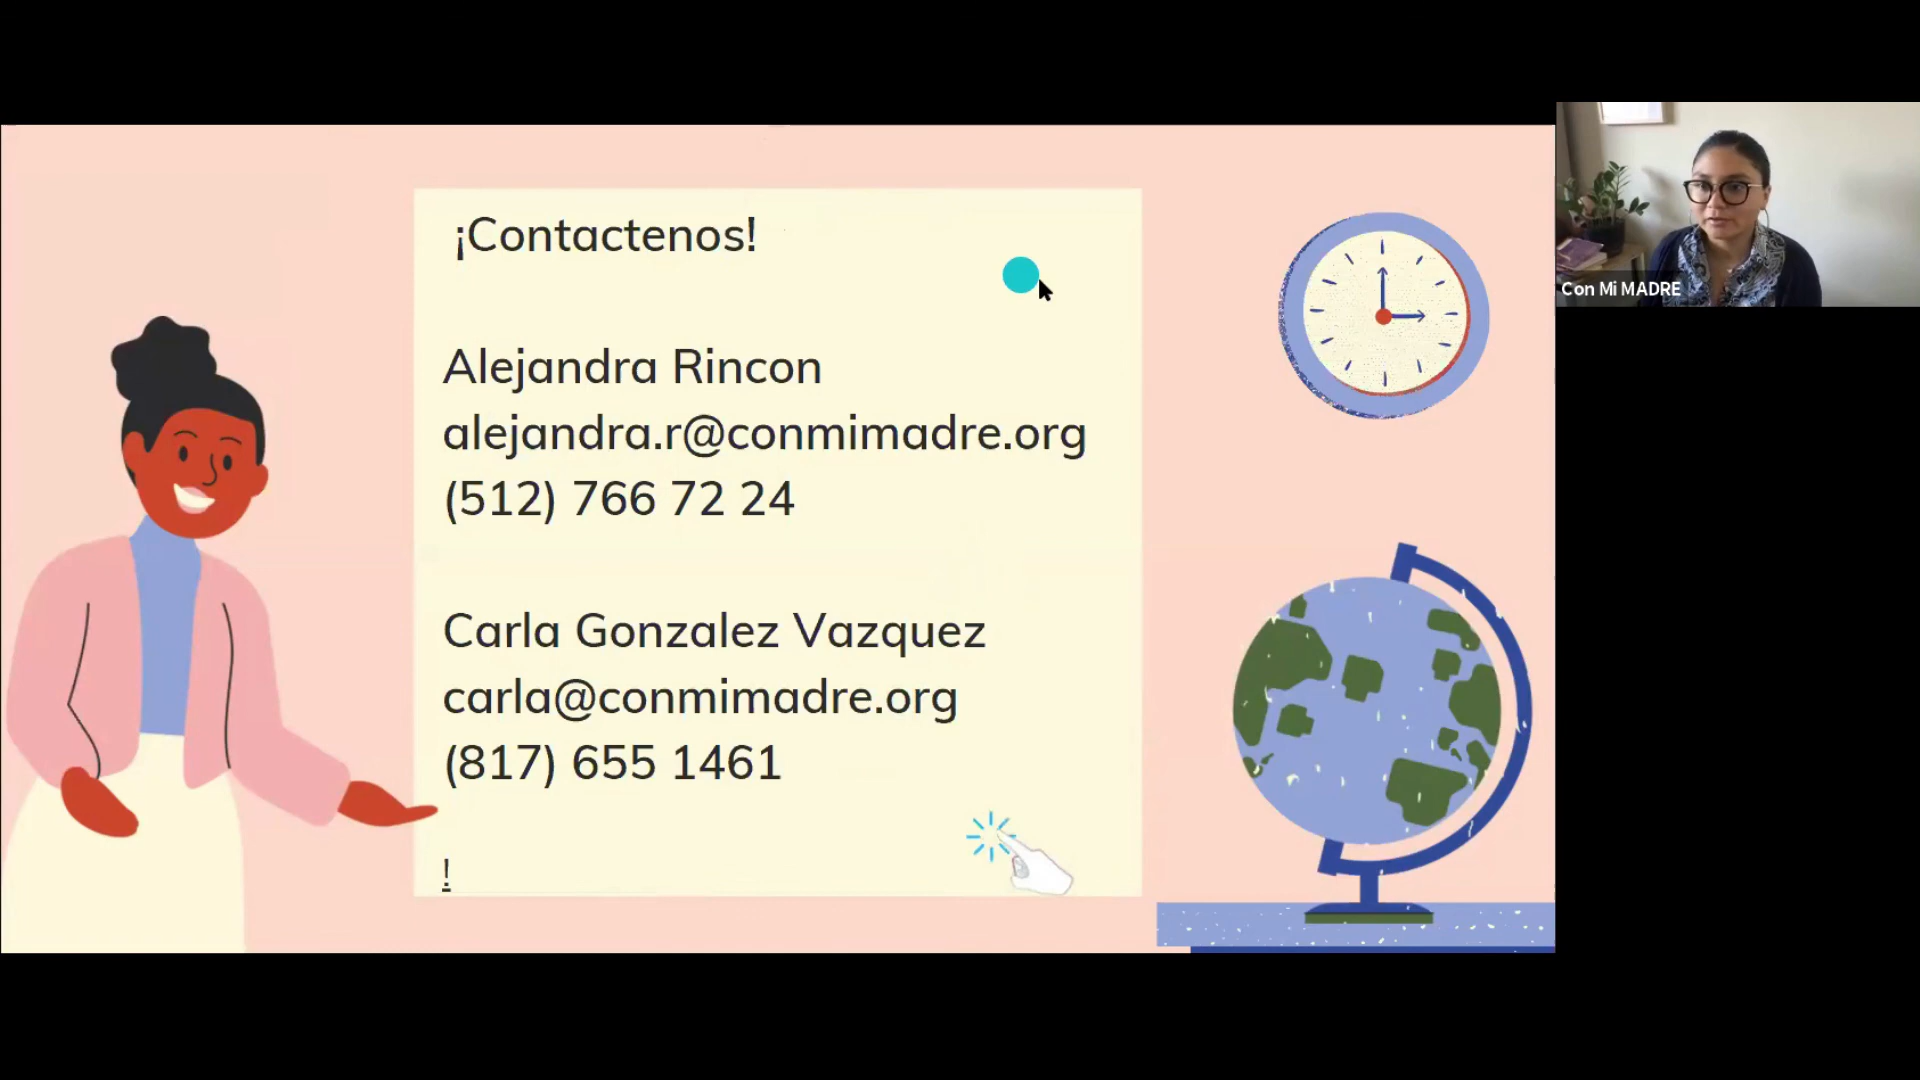 ¡Contactenos!
Alejandra Rincon
alejandra.r@conmimadre.org
(512) 766 72 24
Carla Gonzalez Vazquez
carla@conmimadre.org
(817) 655 1461
!
Con Mi MADRE